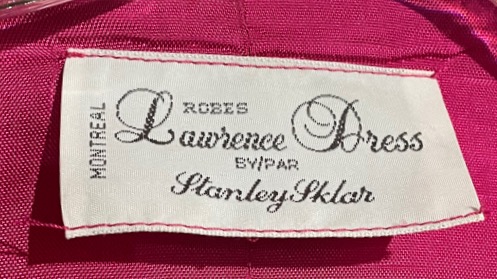 MONTREAL
ROBES
Lawrence Dress
BY/PAR
Stanley Sklar